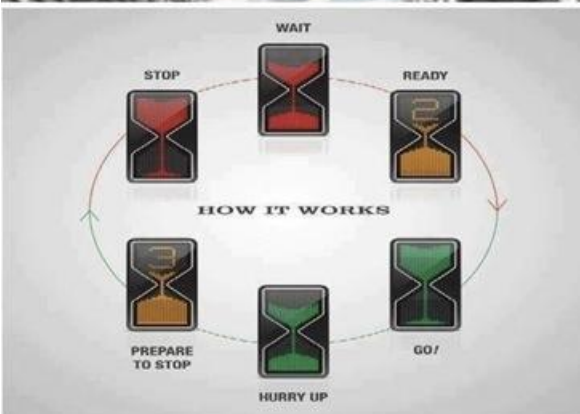 WAIT
STOP
READY
2
HOW IT WORKS
3
PREPARE
TO STOP
GO!
HURRY UP